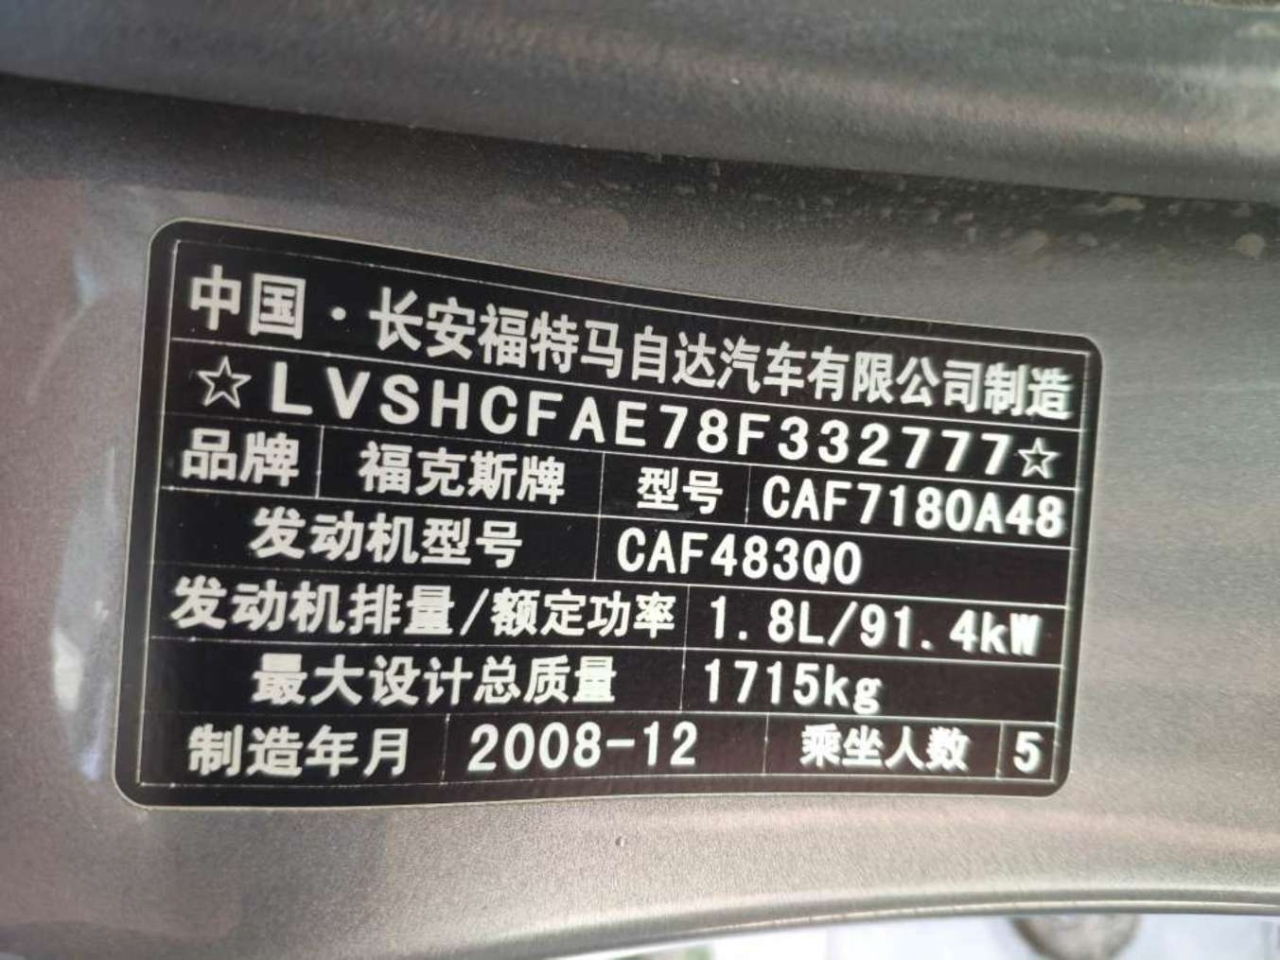 中国·长安福特马自达汽车有限公司制造
☆LVSHCFAE78F332777☆
品牌 福克斯牌 型号 CAF7180A48
发动机型号 CAF483Q0
发动机排量/额定功率 1.8L/91.4kW
最大设计总质量 1715kg
制造年月 2008-12 乘坐人数 5